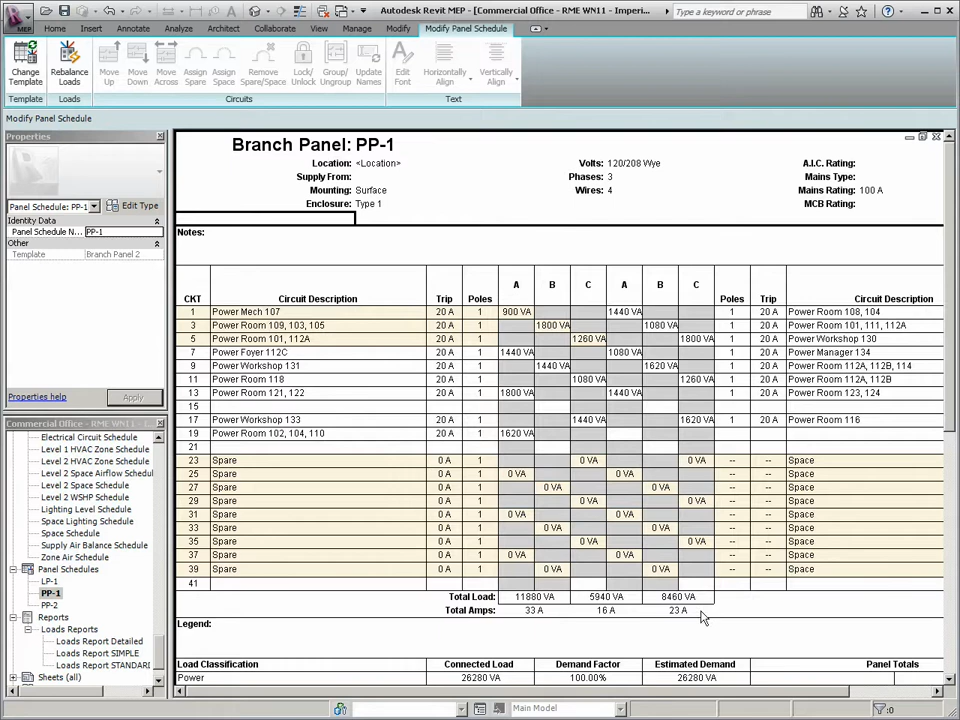 Autodesk Revit MEP - [Commercial Office - RME WN11 - Imperi...
Type a keyword or phrase
MEP
Home Insert Annotate Analyze Architect Collaborate View Manage Modify Modify Panel Schedule
Change Template
Rebalance Loads
Move Up
Move Down
Move Across
Assign Spare
Assign Space
Remove Spare/Space
Lock/ Unlock
Group/ Ungroup
Update Names
Edit Font
Horizontally Align
Vertically Align
Template Loads Circuits Text
Modify Panel Schedule
Properties
Panel Schedule: PP-1 Edit Type
Identity Data
Panel Schedule N... PP-1
Other
Template Branch Panel 2
Properties help Apply
Commercial Office - RME WN11 - Imp...
Electrical Circuit Schedule
Level 1 HVAC Zone Schedule
Level 2 HVAC Zone Schedule
Level 2 Space Airflow Schedul
Level 2 Zone Schedule
Level 2 WSHP Schedule
Lighting Level Schedule
Space Lighting Schedule
Space Schedule
Supply Air Balance Schedule
Zone Air Schedule
Panel Schedules
LP-1
PP-1
PP-2
Reports
Loads Reports
Loads Report Detailed
Loads Report SIMPLE
Loads Report STANDARI
Sheets (all)
Branch Panel: PP-1
Location: <Location> Volts: 120/208 Wye A.I.C. Rating:
Supply From: Phases: 3 Mains Type:
Mounting: Surface Wires: 4 Mains Rating: 100 A
Enclosure: Type 1 MCB Rating:
Notes:
CKT Circuit Description Trip Poles A B C A B C Poles Trip Circuit Description
1 Power Mech 107 20 A 1 900 VA 1440 VA 1 20 A Power Room 108, 104
3 Power Room 109, 103, 105 20 A 1 1800 VA 1080 VA 1 20 A Power Room 101, 111, 112A
5 Power Room 101, 112A 20 A 1 1260 VA 1800 VA 1 20 A Power Workshop 130
7 Power Foyer 112C 20 A 1 1440 VA 1080 VA 1 20 A Power Manager 134
9 Power Workshop 131 20 A 1 1440 VA 1620 VA 1 20 A Power Room 112A, 112B, 114
11 Power Room 118 20 A 1 1080 VA 1260 VA 1 20 A Power Room 112A, 112B
13 Power Room 121, 122 20 A 1 1800 VA 1440 VA 1 20 A Power Room 123, 124
15
17 Power Workshop 133 20 A 1 1440 VA 1620 VA 1 20 A Power Room 116
19 Power Room 102, 104, 110 20 A 1 1620 VA
21
23 Spare 0 A 1 0 VA 0 VA -- -- Space
25 Spare 0 A 1 0 VA 0 VA -- -- Space
27 Spare 0 A 1 0 VA 0 VA -- -- Space
29 Spare 0 A 1 0 VA 0 VA -- -- Space
31 Spare 0 A 1 0 VA 0 VA -- -- Space
33 Spare 0 A 1 0 VA 0 VA -- -- Space
35 Spare 0 A 1 0 VA 0 VA -- -- Space
37 Spare 0 A 1 0 VA 0 VA -- -- Space
39 Spare 0 A 1 0 VA 0 VA -- -- Space
41
Total Load: 11880 VA 5940 VA 8460 VA
Total Amps: 33 A 16 A 23 A
Legend:
Load Classification Connected Load Demand Factor Estimated Demand Panel Totals
Power 26280 VA 100.00% 26280 VA
Main Model
:0